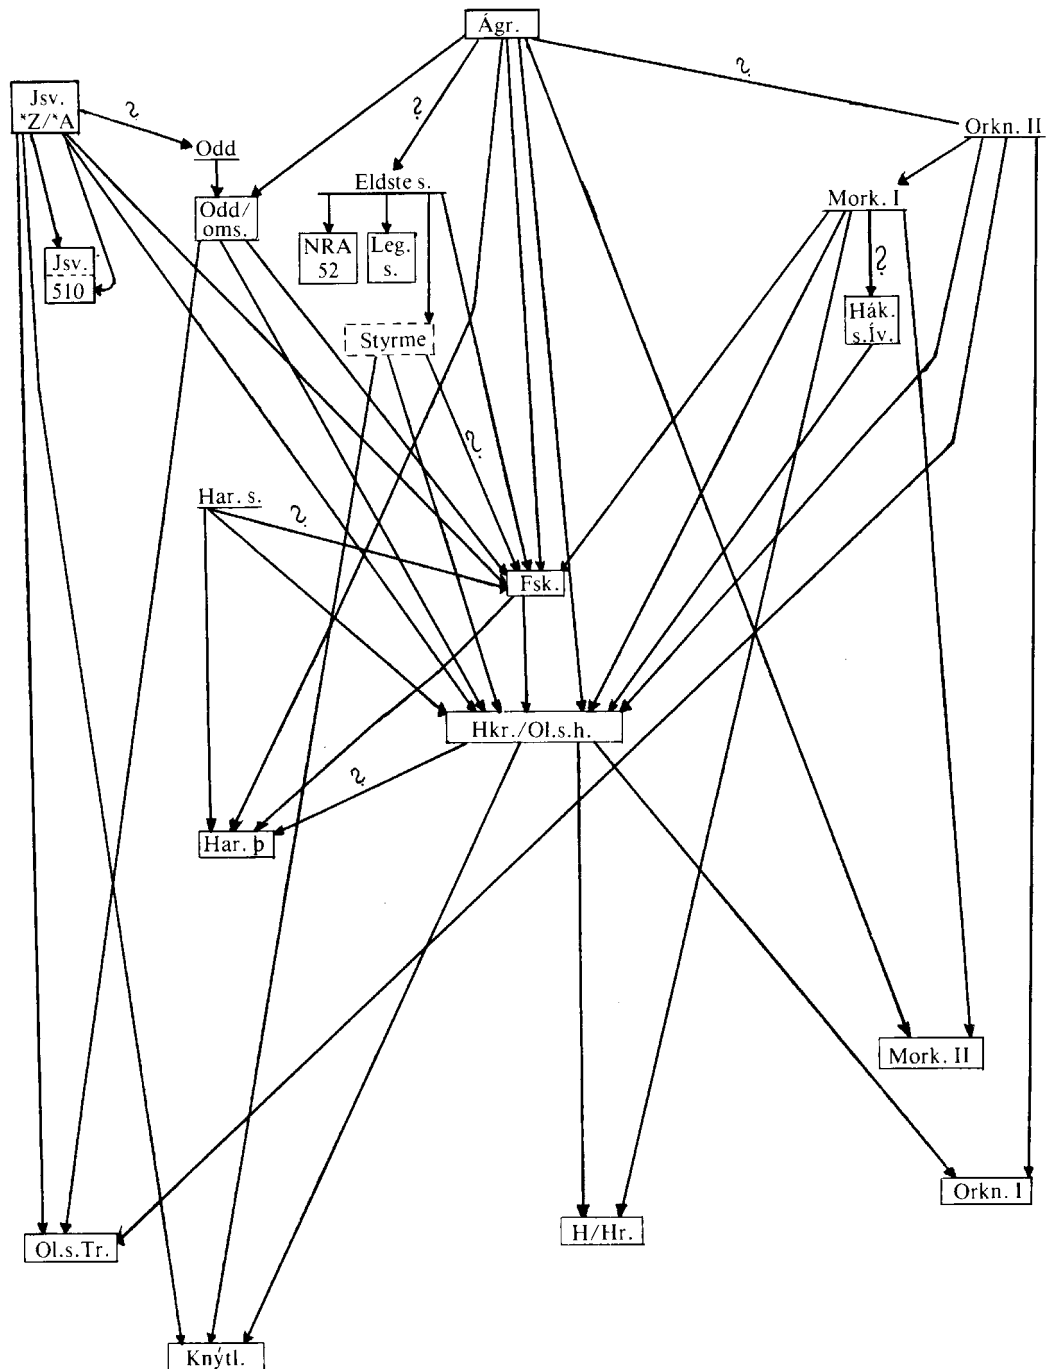 Ágr.
?
Jsv.
*Z/*A
?
?
Orkn. II
Odd
Eldste s.
Mork. I
Odd/
oms.
NRA
52
Leg.
s.
?
Jsv.
510
Hák.
s.Ív.
Styrme
?
Har. s.
?
Fsk.
Hkr./Ol.s.h.
?
Har. þ
Mork. II
Orkn. I
H/Hr.
Ol.s.Tr.
Knýtl.